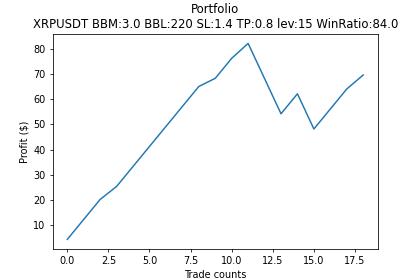 Portfolio
XRPUSDT BBM:3.0 BBL:220 SL:1.4 TP:0.8 lev:15 WinRatio:84.0
80
70
60
50
40
30
20
10
Profit ($)
0.0 2.5 5.0 7.5 10.0 12.5 15.0 17.5
Trade counts